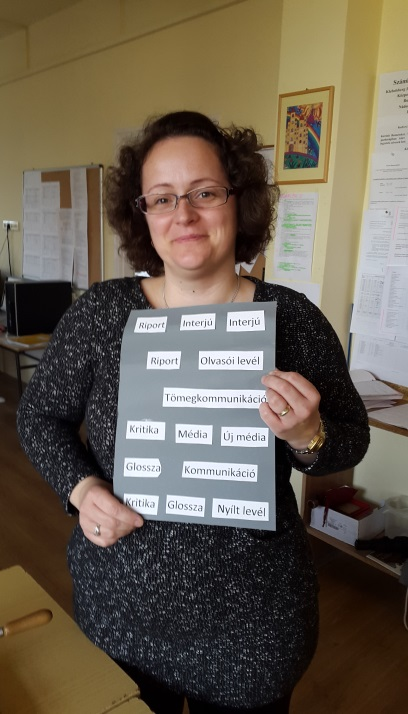 Riport Interjú Interjú
Riport Olvasói levél
Tömegkommunikáció
Kritika Média Új média
Glossza Kommunikáció
Kritika Glossza Nyílt levél